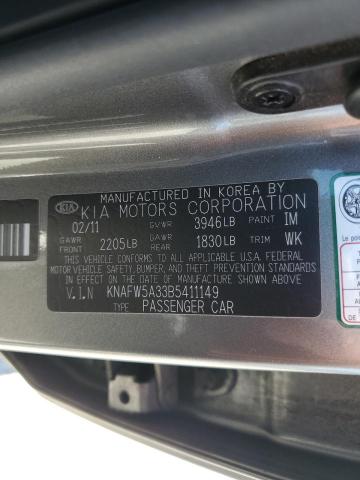 MANUFACTURED IN KOREA BY
KIA KIA MOTORS CORPORATION
02/11 GVWR 3946LB PAINT IM
GAWR FRONT 2205LB GAWR REAR 1830LB TRIM WK
THIS VEHICLE CONFORMS TO ALL APPLICABLE U.S.A FEDERAL
MOTOR VEHICLE SAFETY, BUMPER, AND THEFT PREVENTION STANDARDS
IN EFFECT ON THE DATE OF MANUFACTURE SHOWN ABOVE.
V.I.N KNAFW5A33B5411149
TYPE: PASSENGER CAR